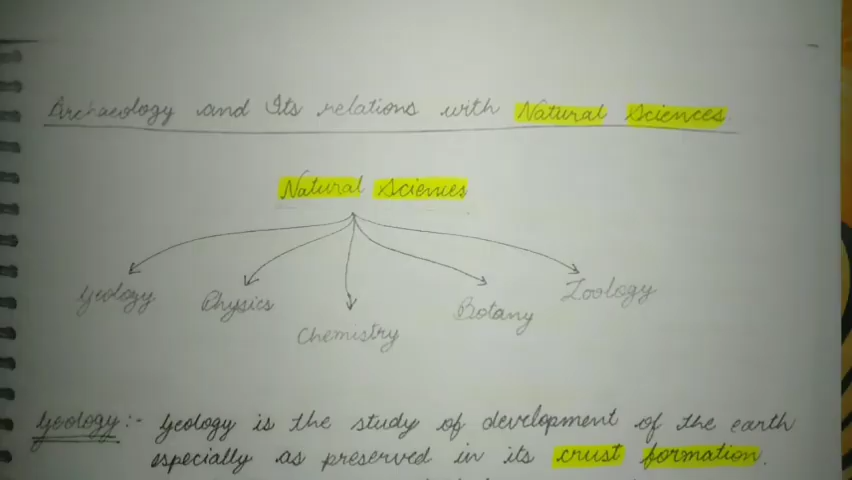 Archaeology and Its relations with Natural Sciences.
Natural Sciences
Geology
Physics
Chemistry
Botany
Zoology
Geology :- Geology is the study of development of the earth
especially as preserved in its crust formation.